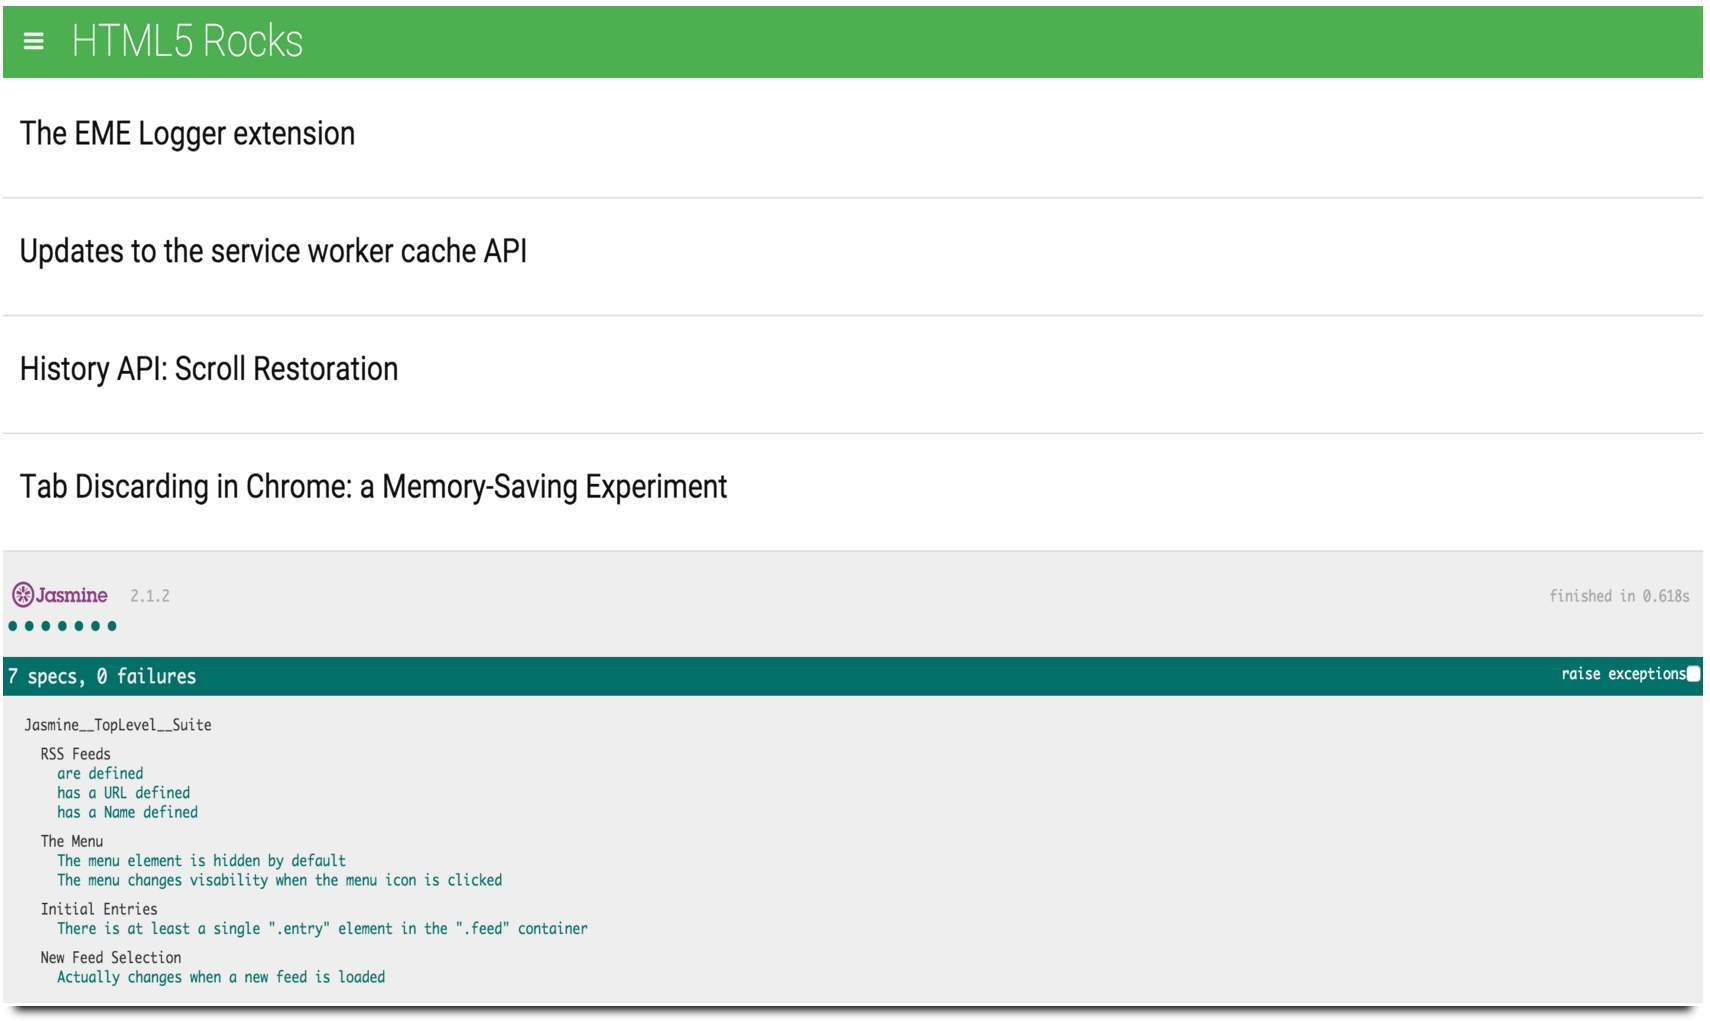 HTML5 Rocks
The EME Logger extension
Updates to the service worker cache API
History API: Scroll Restoration
Tab Discarding in Chrome: a Memory-Saving Experiment
Jasmine 2.1.2 finished in 0.618s
7 specs, 0 failures raise exceptions
Jasmine__TopLevel__Suite
RSS Feeds
are defined
has a URL defined
has a Name defined
The Menu
The menu element is hidden by default
The menu changes visability when the menu icon is clicked
Initial Entries
There is at least a single ".entry" element in the ".feed" container
New Feed Selection
Actually changes when a new feed is loaded